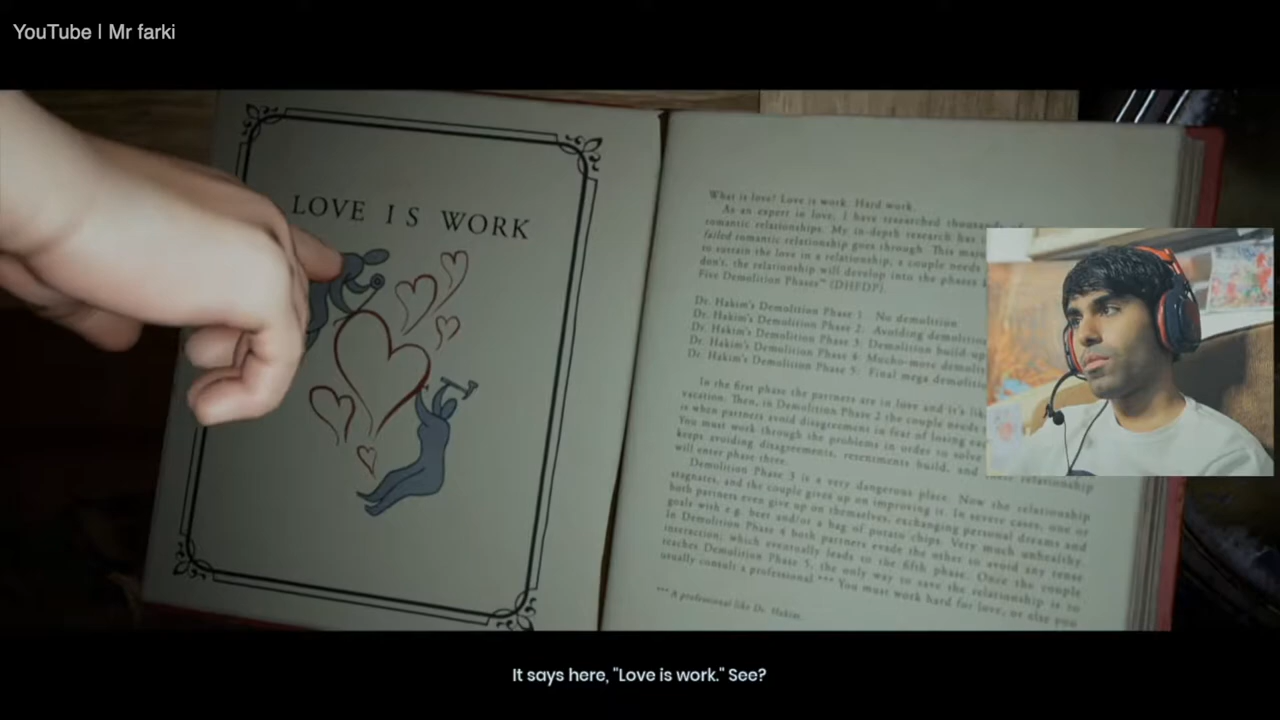 YouTube | Mr farki
LOVE IS WORK
What is love? Love is work. Hard work.
As an expert in love, I have researched thousands
romantic relationships. My in-depth research has
failed romantic relationship goes through. This
to sustain the love in a relationship, a couple needs
don't, the relationship will develop into the phases
Five Demolition Phases™ (DHFDP).
Dr. Hakim's Demolition Phase 1: No demolition
Dr. Hakim's Demolition Phase 2: Avoiding demolition
Dr. Hakim's Demolition Phase 3: Demolition build-up
Dr. Hakim's Demolition Phase 4: Mucho-more
Dr. Hakim's Demolition Phase 5: Final mega
In the first phase the partners are in love and it's
vacation. Then, in Demolition Phase 2 the couple needs
is when partners avoid disagreement in fear of losing
You must work through the problems in order to solve
keeps avoiding disagreements, resentments build, and relationship
will enter phase three.
Demolition Phase 3 is a very dangerous place. Now the relationship
stagnates, and the couple gives up on improving it. In severe cases, one or
both partners even give up on themselves, exchanging personal dreams and
goals with e.g. beer and/or a bag of potato chips. Very much unhealthy.
In Demolition Phase 4 both partners evade the other to avoid any tense
interaction; which eventually leads to the fifth phase. Once the couple
reaches Demolition Phase 5, the only way to save the relationship is to
usually consult a professional.*** You must work hard for love, or else you
*** A professional like Dr. Hakim.
It says here, "Love is work." See?